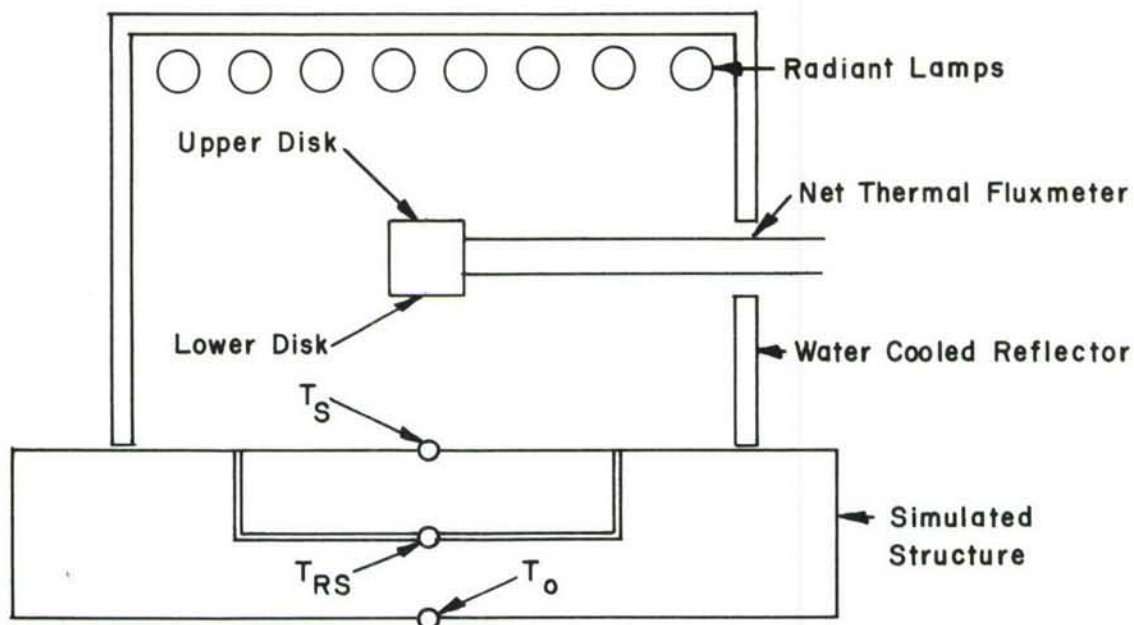 Radiant Lamps
Upper Disk
Net Thermal Fluxmeter
Lower Disk
Water Cooled Reflector
T_S
Simulated
Structure
T_RS
T_o